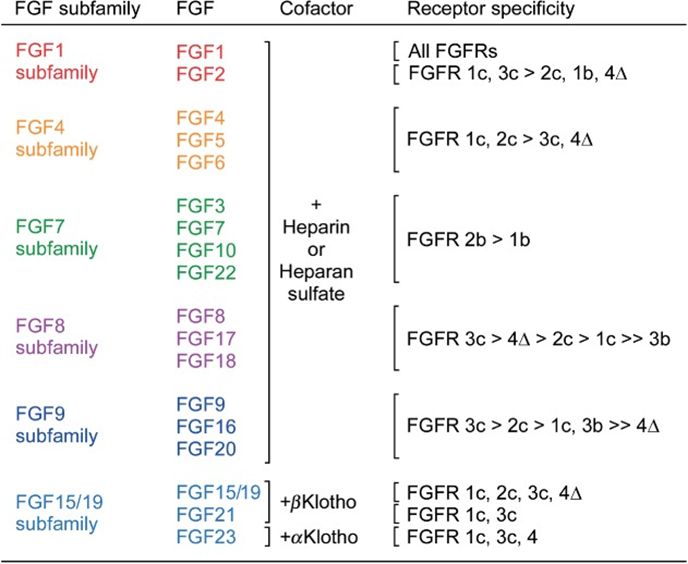 FGF subfamily FGF Cofactor Receptor specificity
FGF1 subfamily FGF1 All FGFRs
FGF2 FGFR 1c, 3c > 2c, 1b, 4Δ
FGF4 subfamily FGF4
FGF5 FGFR 1c, 2c > 3c, 4Δ
FGF6
FGF7 subfamily FGF3
FGF7
FGF10 FGFR 2b > 1b
FGF22
+
Heparin
or
Heparan
sulfate
FGF8 subfamily FGF8
FGF17 FGFR 3c > 4Δ > 2c > 1c >> 3b
FGF18
FGF9 subfamily FGF9
FGF16 FGFR 3c > 2c > 1c, 3b >> 4Δ
FGF20
FGF15/19 subfamily FGF15/19 +βKlotho FGFR 1c, 2c, 3c, 4Δ
FGF21 FGFR 1c, 3c
FGF23 +αKlotho FGFR 1c, 3c, 4